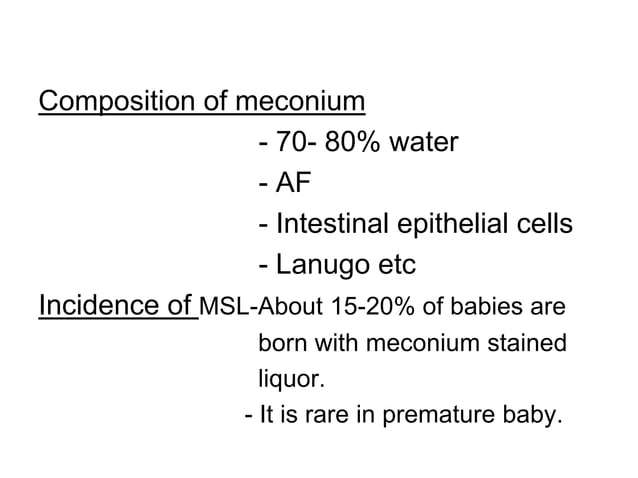 Composition of meconium
- 70- 80% water
- AF
- Intestinal epithelial cells
- Lanugo etc
Incidence of MSL-About 15-20% of babies are
born with meconium stained
liquor.
- It is rare in premature baby.